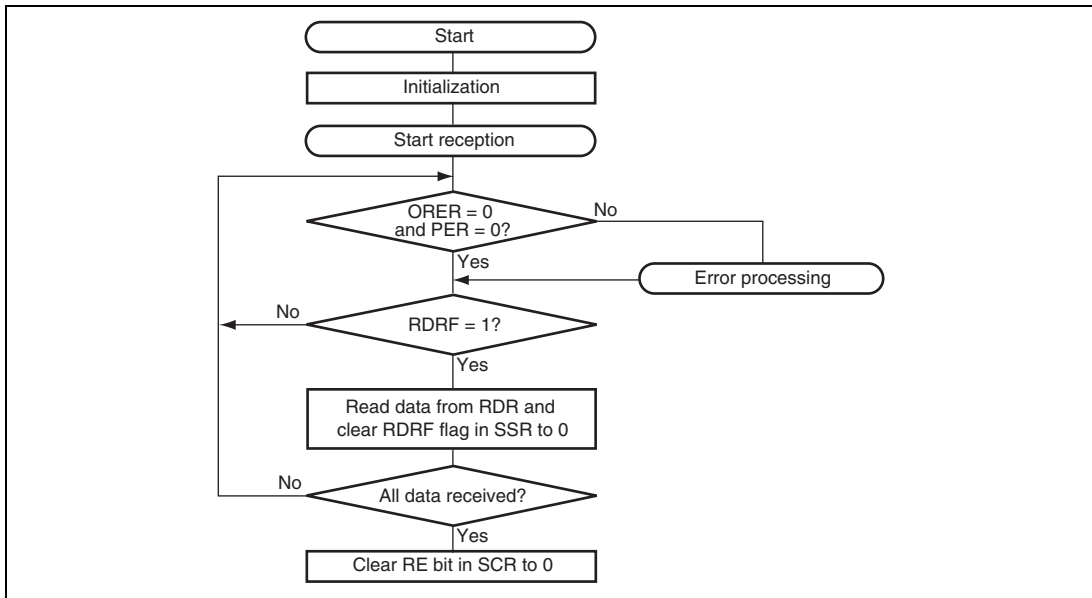 Start
Initialization
Start reception
ORER = 0
and PER = 0?
No
Yes
Error processing
No
RDRF = 1?
Yes
Read data from RDR and
clear RDRF flag in SSR to 0
No
All data received?
Yes
Clear RE bit in SCR to 0